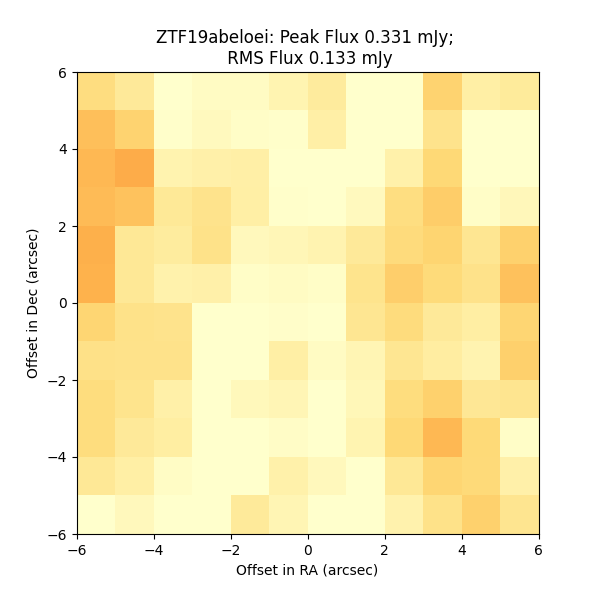 ZTF19abeloei: Peak Flux 0.331 mJy;
RMS Flux 0.133 mJy
6
4
2
0
−2
−4
−6
Offset in Dec (arcsec)
−6 −4 −2 0 2 4 6
Offset in RA (arcsec)